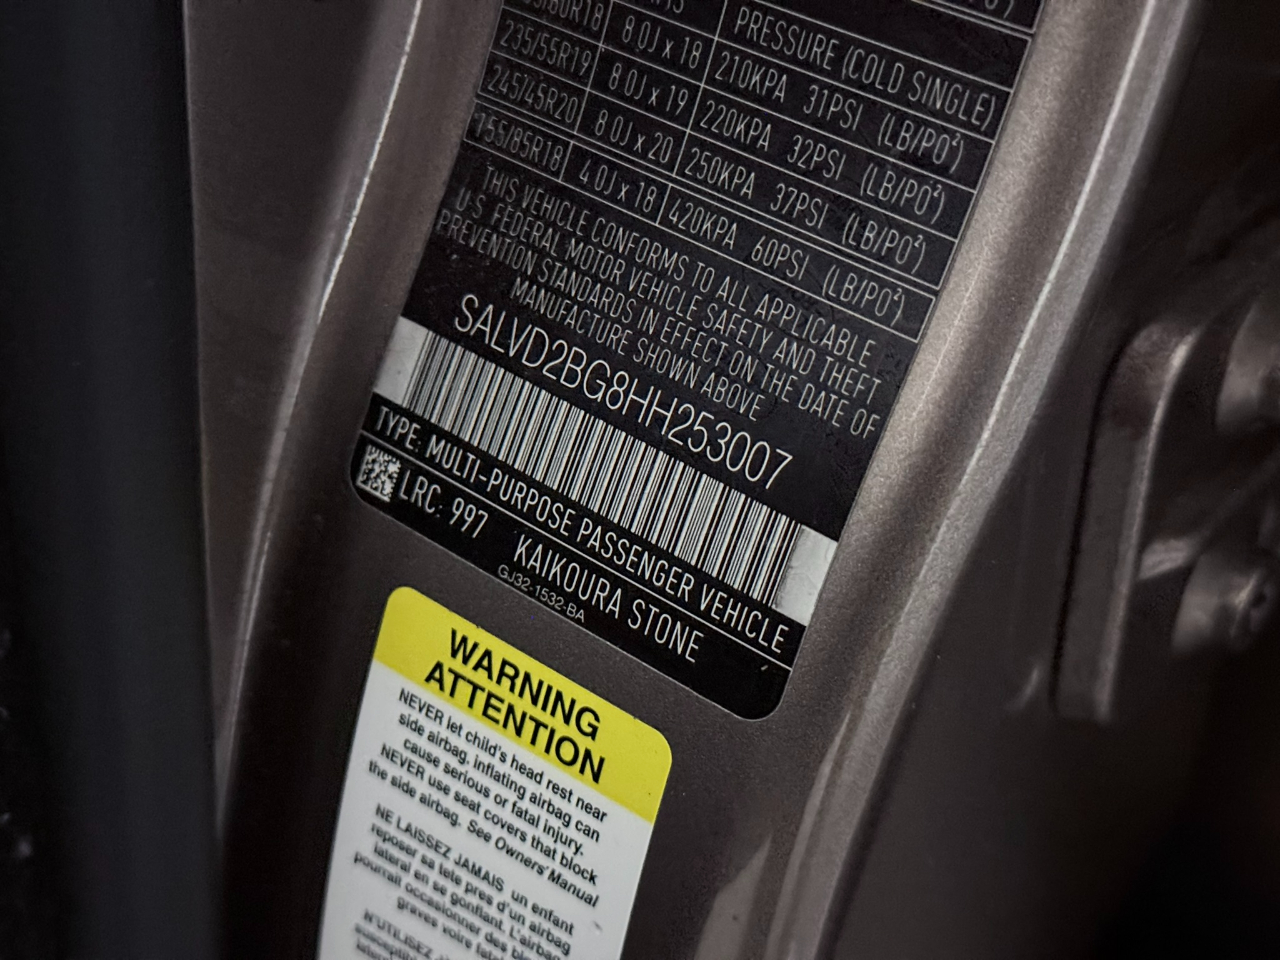 PRESSURE (COLD SINGLE)
8.0J x 18 210KPA 31PSI (LB/PO²)
235/55R19 8.0J x 19 220KPA 32PSI (LB/PO²)
245/45R20 8.0J x 20 250KPA 37PSI (LB/PO²)
155/85R18 4.0J x 18 420KPA 60PSI (LB/PO²)
THIS VEHICLE CONFORMS TO ALL APPLICABLE
U.S. FEDERAL MOTOR VEHICLE SAFETY AND THEFT
PREVENTION STANDARDS IN EFFECT ON THE DATE OF
MANUFACTURE SHOWN ABOVE
SALVD2BG8HH253007
TYPE: MULTI-PURPOSE PASSENGER VEHICLE
LRC: 997 KAIKOURA STONE
GJ32-1532-BA
WARNING
ATTENTION
NEVER let child's head rest near
side airbag. inflating airbag can
cause serious or fatal injury.
NEVER use seat covers that block
the side airbag. See Owners' Manual
NE LAISSEZ JAMAIS un enfant
reposer sa tete pres d'un airbag
lateral en se gonflant. L'airbag
pourrait occasionner des
graves voire
N'UTILISEZ